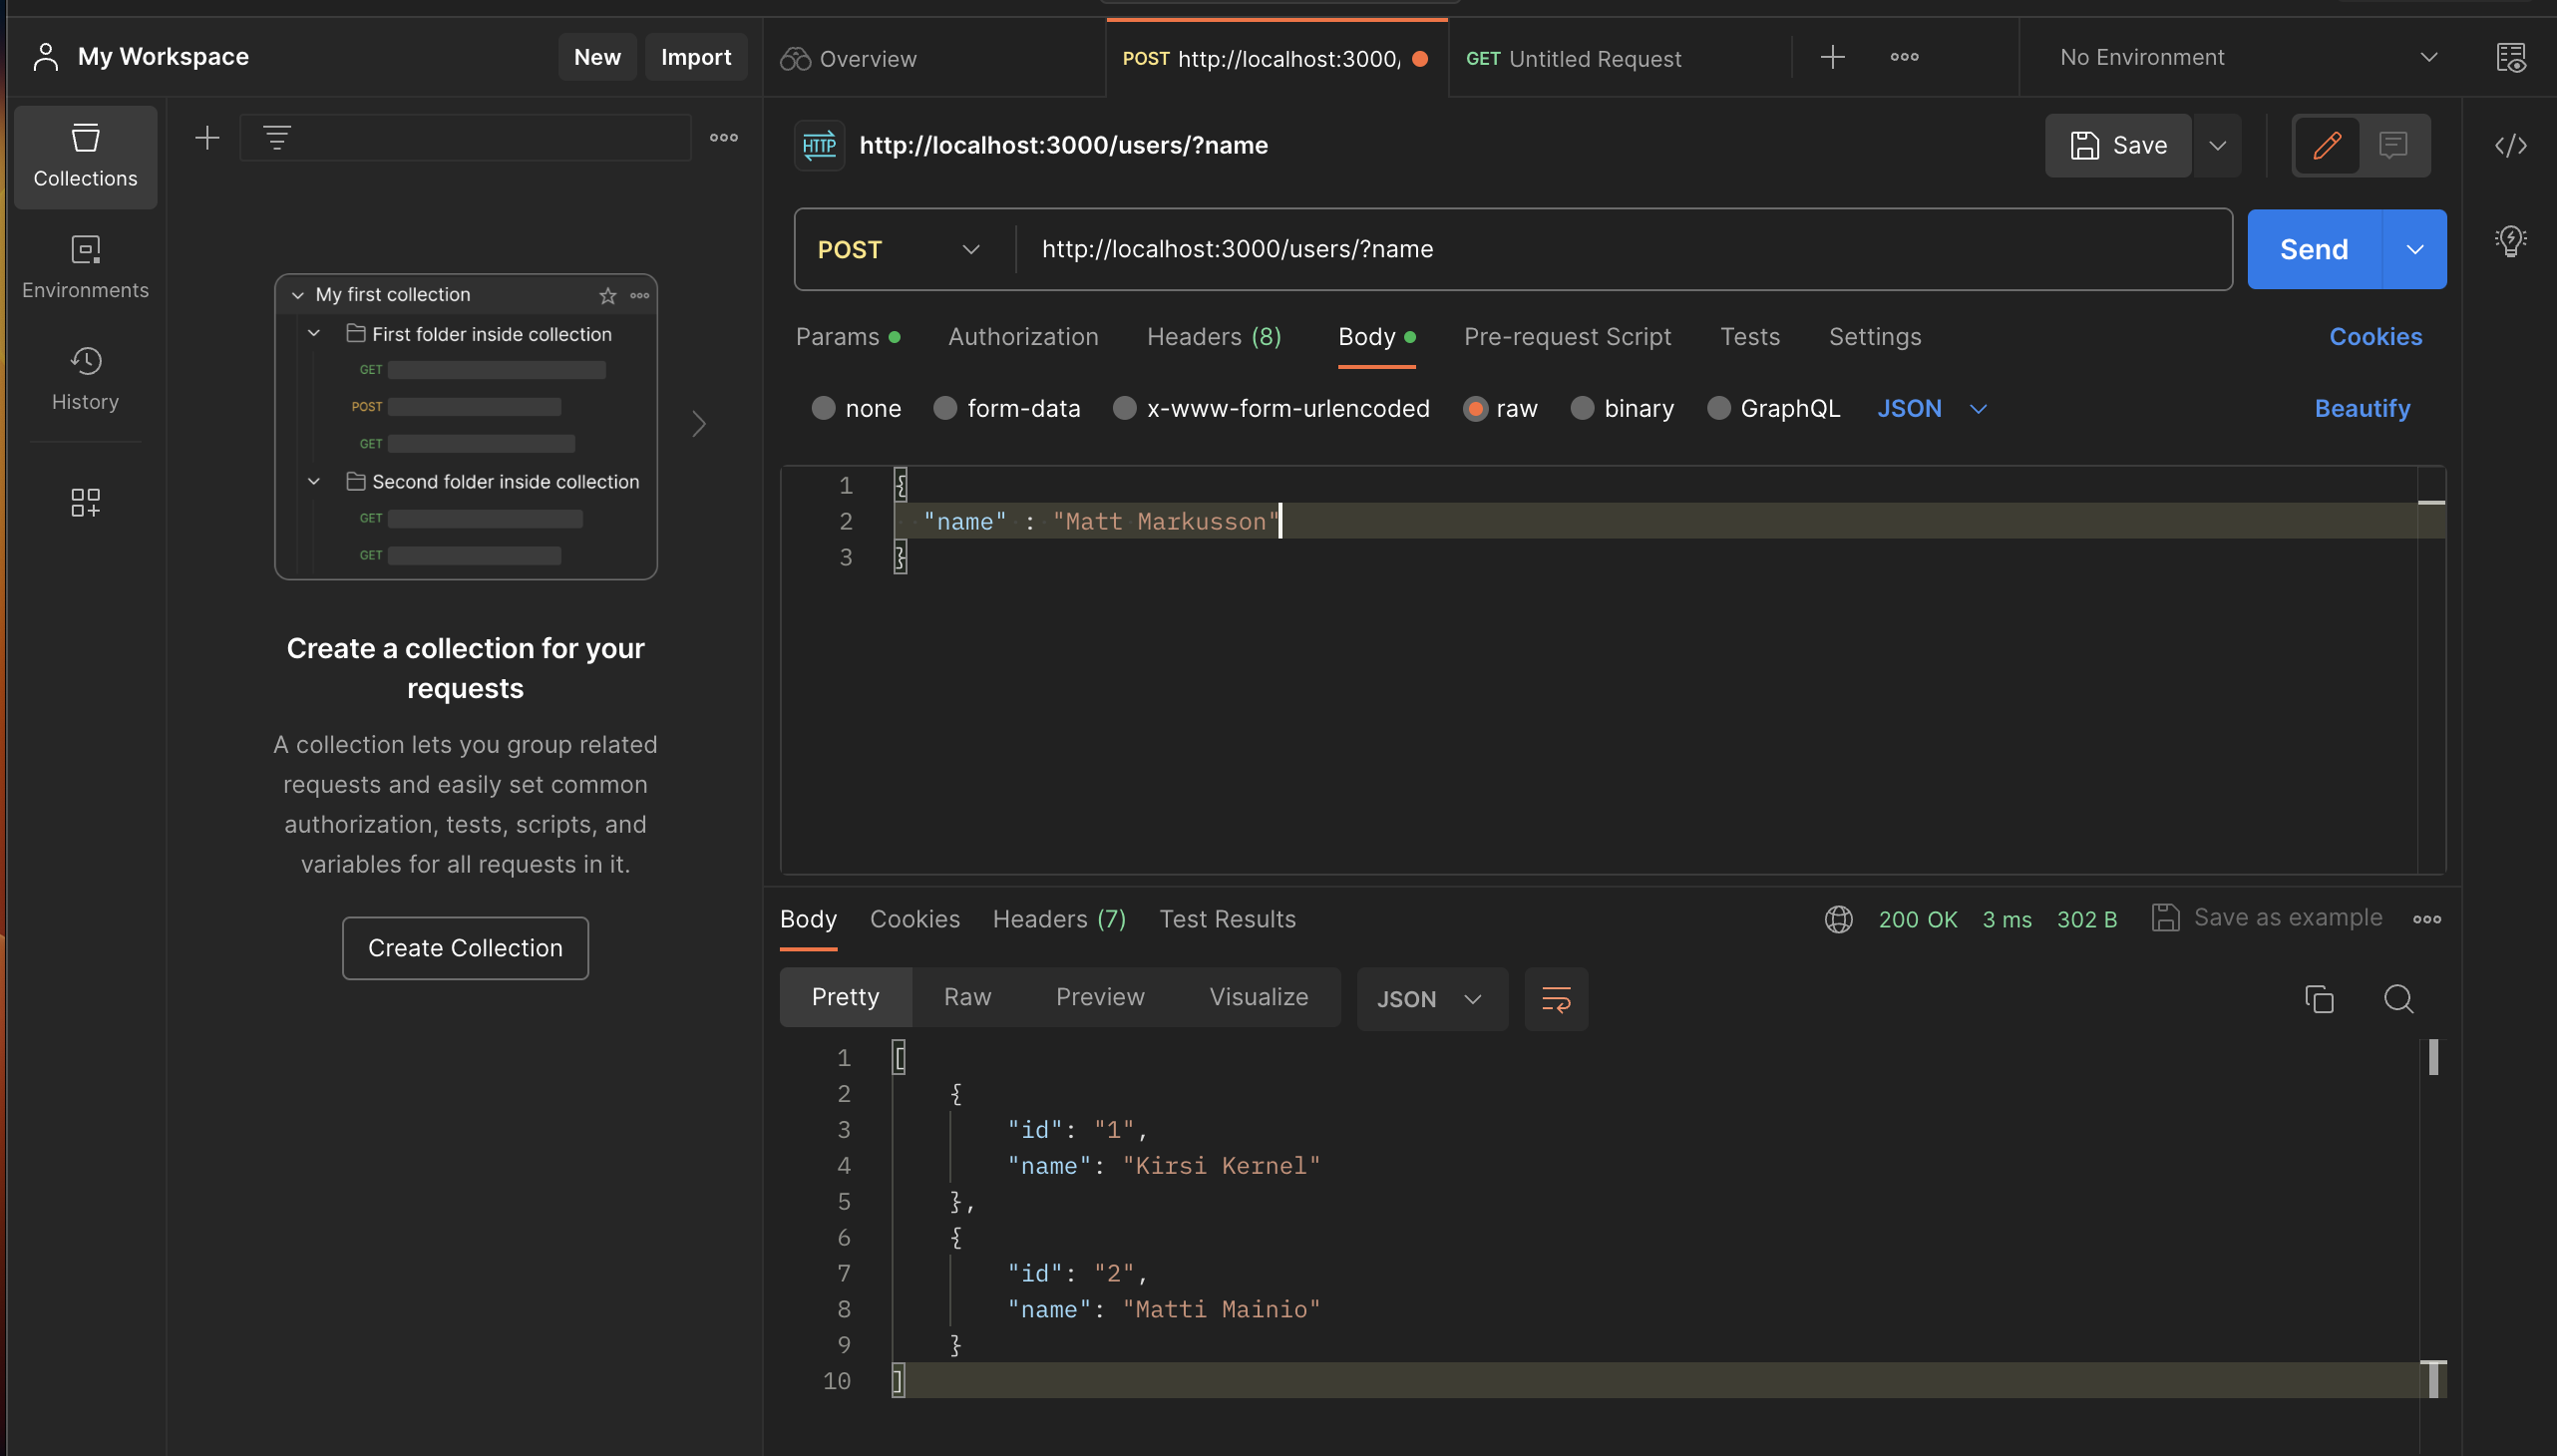 My Workspace
New
Import
Overview
POST http://localhost:3000/
GET Untitled Request
No Environment
Collections
Environments
History
My first collection
First folder inside collection
GET
POST
GET
Second folder inside collection
GET
GET
Create a collection for your
requests
A collection lets you group related
requests and easily set common
authorization, tests, scripts, and
variables for all requests in it.
Create Collection
HTTP
http://localhost:3000/users/?name
Save
POST
http://localhost:3000/users/?name
Send
Params
Authorization
Headers (8)
Body
Pre-request Script
Tests
Settings
Cookies
none
form-data
x-www-form-urlencoded
raw
binary
GraphQL
JSON
Beautify
1 {
2 "name" : "Matt Markusson"
3 }
Body
Cookies
Headers (7)
Test Results
200 OK
3 ms
302 B
Save as example
Pretty
Raw
Preview
Visualize
JSON
1 [
2 {
3 "id": "1",
4 "name": "Kirsi Kernel"
5 },
6 {
7 "id": "2",
8 "name": "Matti Mainio"
9 }
10 ]